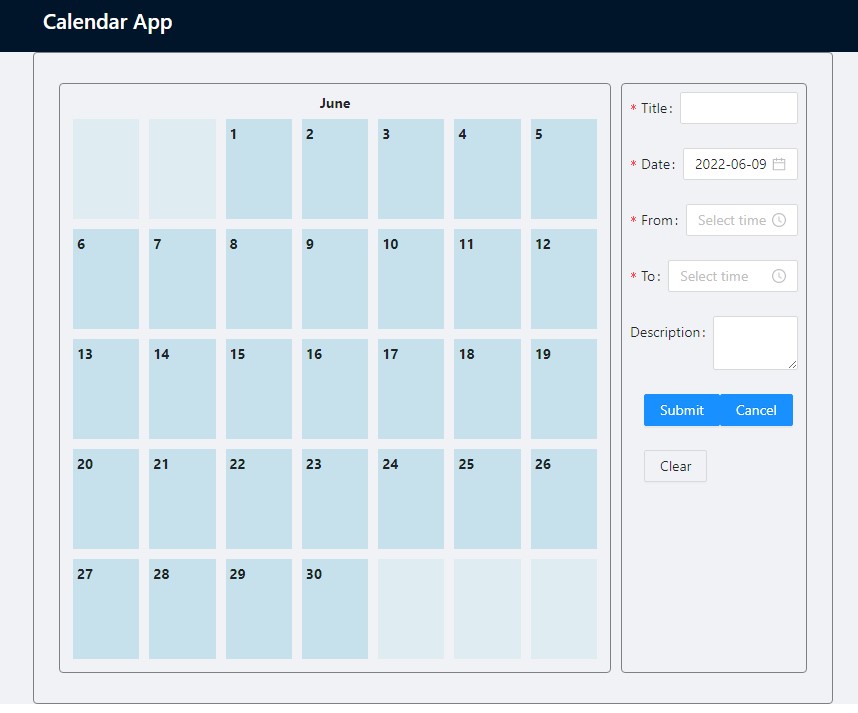 Calendar App
June
1 2 3 4 5
6 7 8 9 10 11 12
13 14 15 16 17 18 19
20 21 22 23 24 25 26
27 28 29 30
* Title:
* Date: 2022-06-09
* From: Select time
* To: Select time
Description:
Submit Cancel
Clear